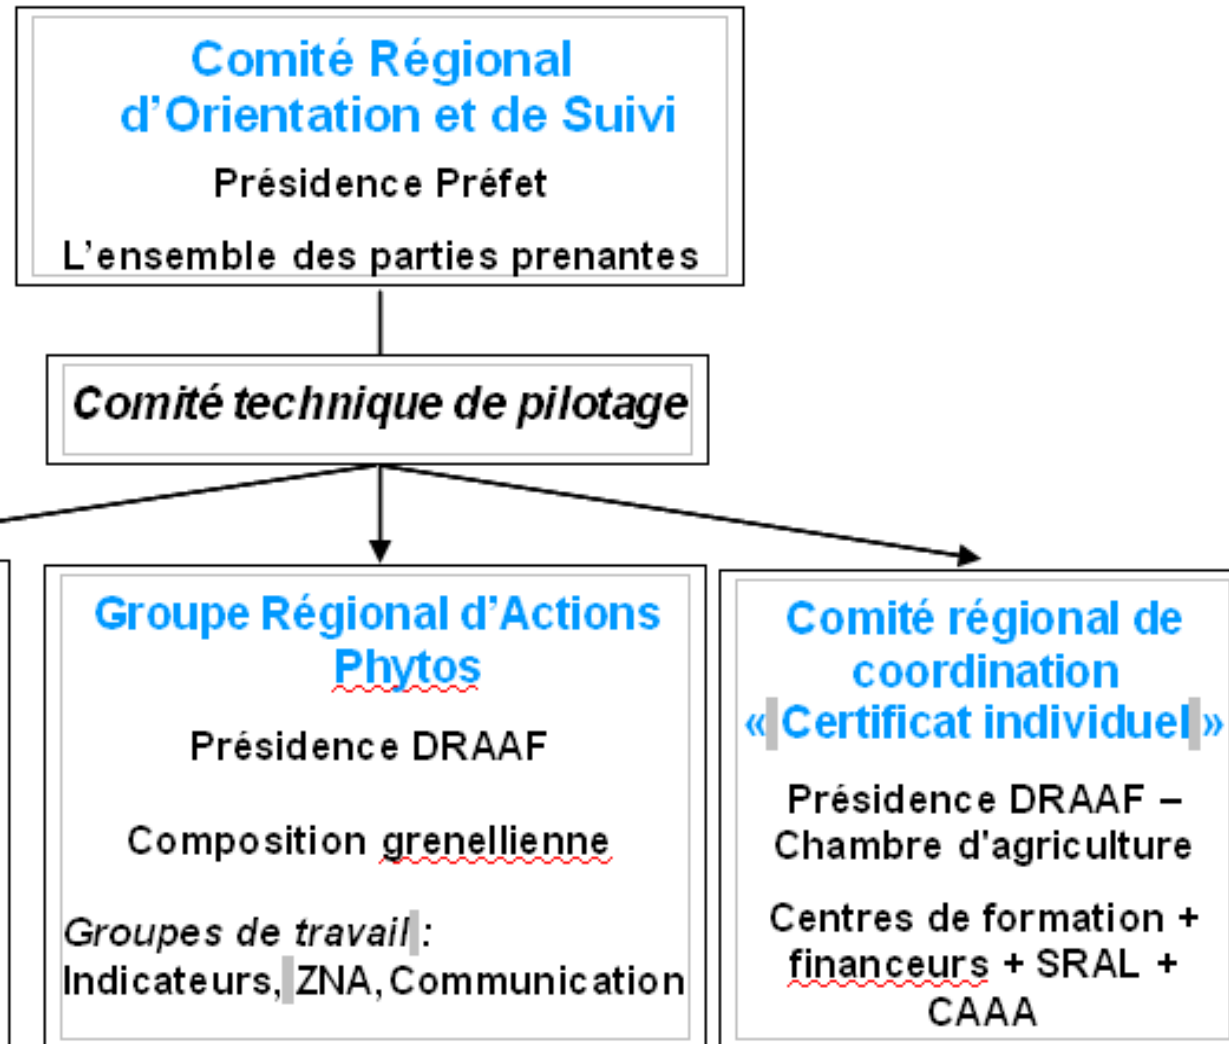 Comité Régional
d'Orientation et de Suivi
Présidence Préfet
L'ensemble des parties prenantes
Comité technique de pilotage
Groupe Régional d'Actions
Phytos
Présidence DRAAF
Composition grenellienne
Groupes de travail :
Indicateurs, ZNA, Communication
Comité régional de
coordination
« Certificat individuel »
Présidence DRAAF –
Chambre d'agriculture
Centres de formation +
financeurs + SRAL +
CAAA